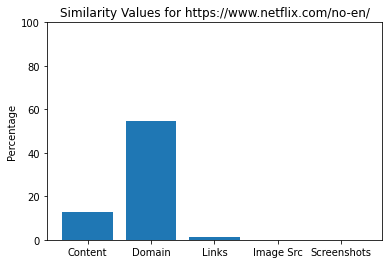 Similarity Values for https://www.netflix.com/no-en/
100
80
60
40
20
0
Percentage
Content Domain Links Image Src Screenshots